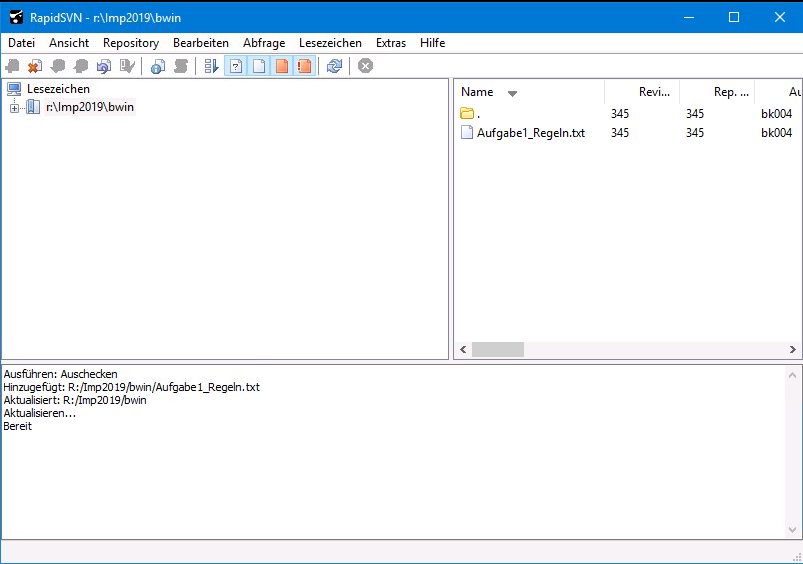 RapidSVN - r:\Imp2019\bwin
Datei Ansicht Repository Bearbeiten Abfrage Lesezeichen Extras Hilfe
Lesezeichen
r:\Imp2019\bwin
Name Revi... Rep. ... Au
. 345 345 bk004
Aufgabe1_Regeln.txt 345 345 bk004
Ausführen: Auschecken
Hinzugefügt: R:/Imp2019/bwin/Aufgabe1_Regeln.txt
Aktualisiert: R:/Imp2019/bwin
Aktualisieren...
Bereit